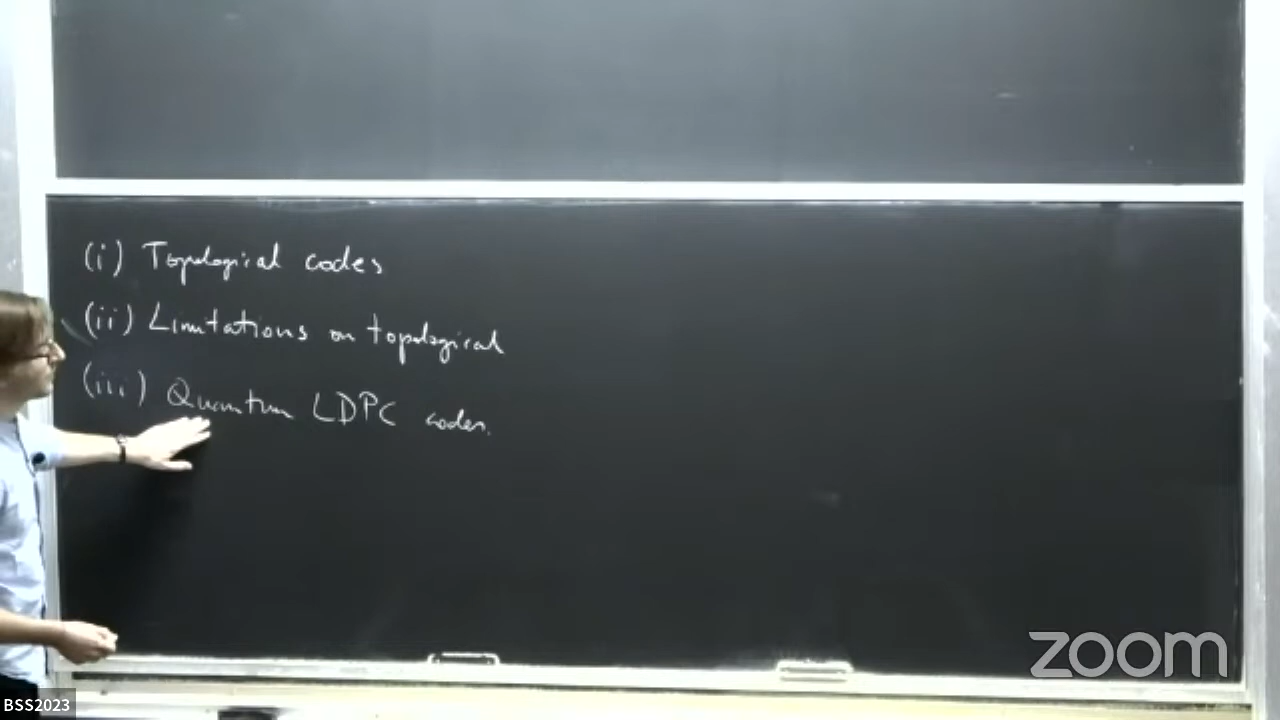 (i) Topological codes
(ii) Limitations on topological
(iii) Quantum LDPC codes.
zoom
BSS2023